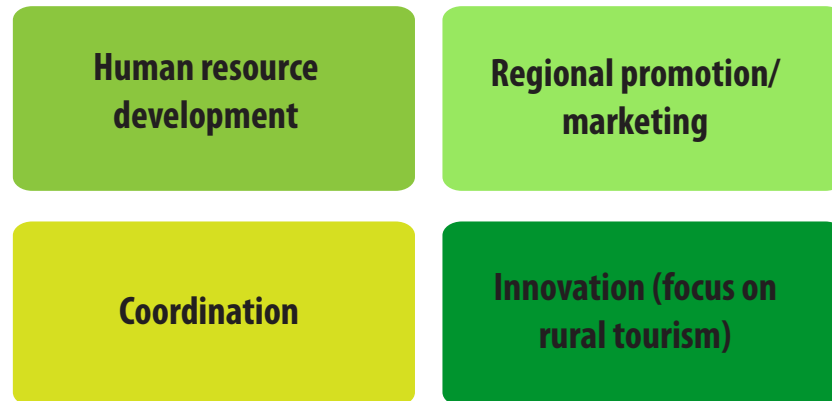 Human resource
development
Regional promotion/
marketing
Coordination
Innovation (focus on
rural tourism)